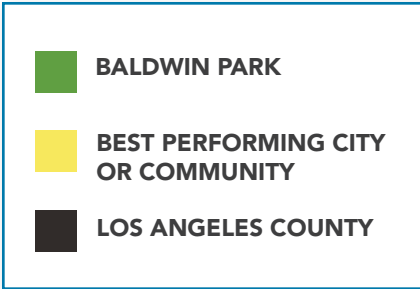 BALDWIN PARK
BEST PERFORMING CITY
OR COMMUNITY
LOS ANGELES COUNTY